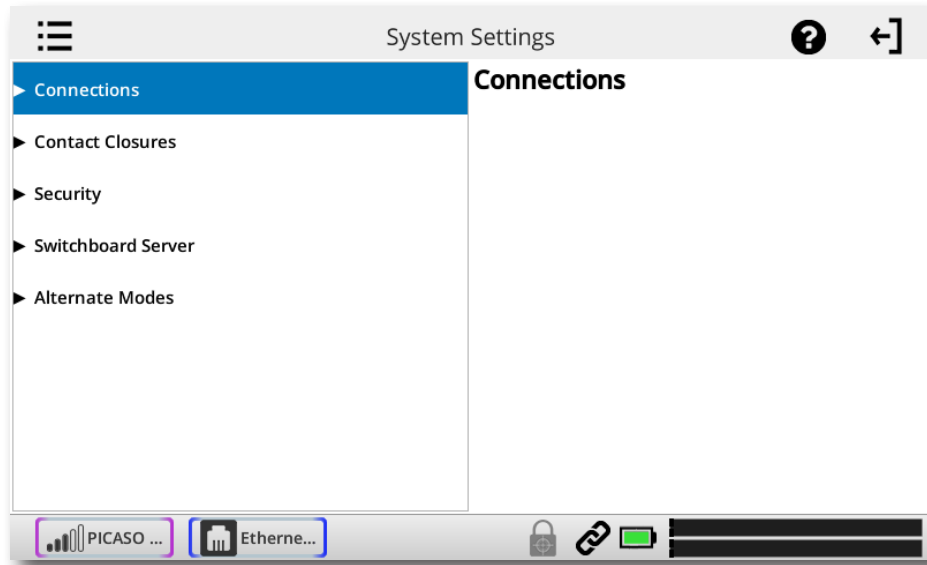 System Settings
Connections
Connections
Contact Closures
Security
Switchboard Server
Alternate Modes
PICASO ...
Etherne...